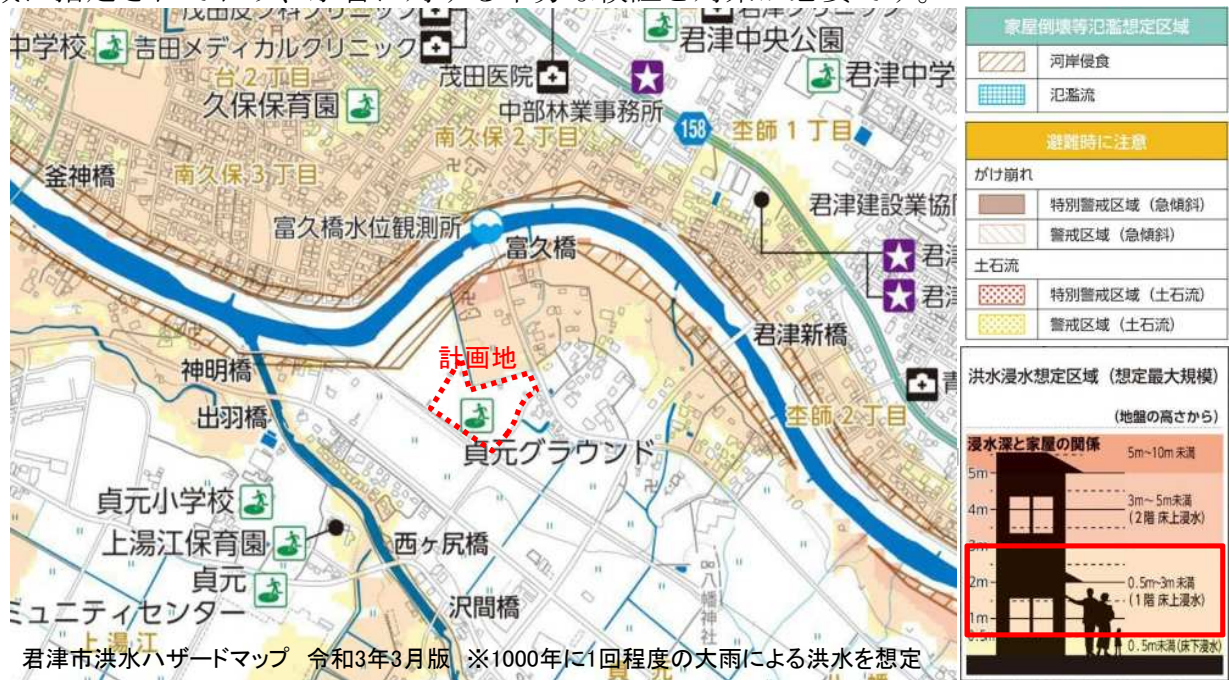 茂田皮フ科クリニック
中学校
吉田メディカルクリニック
君津中央公園
台2丁目
茂田医院
君津中学
久保保育園
中部林業事務所
158
杢師1丁目
南久保2丁目
釜神橋
南久保3丁目
君津建設業協
富久橋水位観測所
富久橋
君津新橋
計画地
神明橋
出羽橋
杢師2丁目
貞元グラウンド
貞元小学校
上湯江保育園
西ヶ尻橋
貞元
ミュニティセンター
沢間橋
八幡神社
上湯江
貞元
君津市洪水ハザードマップ 令和3年3月版 ※1000年に1回程度の大雨による洪水を想定
家屋倒壊等氾濫想定区域
河岸侵食
氾濫流
避難時に注意
がけ崩れ
特別警戒区域（急傾斜）
警戒区域（急傾斜）
土石流
特別警戒区域（土石流）
警戒区域（土石流）
洪水浸水想定区域（想定最大規模）
（地盤の高さから）
浸水深と家屋の関係
5m～10m未満
5m
4m
3m～5m未満
（2階 床上浸水）
3m
2m
0.5m~3m未満
（1階 床上浸水）
1m
0.5m
0.5m未満（床下浸水）